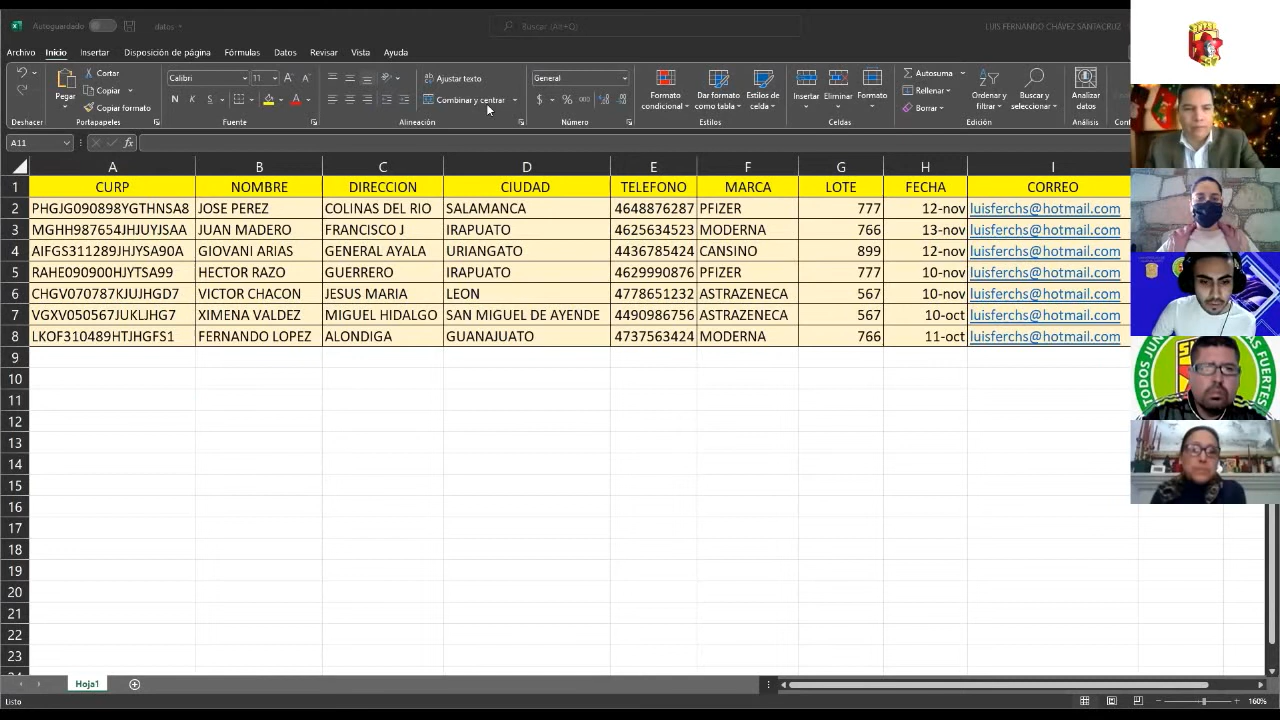 Autoguardado datos Buscar (Alt+Q) LUIS FERNANDO CHÁVEZ SANTACRUZ
Archivo Inicio Insertar Disposición de página Fórmulas Datos Revisar Vista Ayuda
Deshacer
Pegar
Cortar
Copiar
Copiar formato
Portapapeles
Calibri 11
N K S
Fuente
Ajustar texto
Combinar y centrar
Alineación
General
$ % 000
Número
Formato condicional
Dar formato como tabla
Estilos de celda
Estilos
Insertar Eliminar Formato
Celdas
Autosuma
Rellenar
Borrar
Ordenar y filtrar
Buscar y seleccionar
Edición
Analizar datos
Análisis
A11 fx
A B C D E F G H I
1 CURP NOMBRE DIRECCION CIUDAD TELEFONO MARCA LOTE FECHA CORREO
2 PHGJG090898YGTHNSA8 JOSE PEREZ COLINAS DEL RIO SALAMANCA 4648876287 PFIZER 777 12-nov luisferchs@hotmail.com
3 MGHH987654JHJUYJSAA JUAN MADERO FRANCISCO J IRAPUATO 4625634523 MODERNA 766 13-nov luisferchs@hotmail.com
4 AIFGS311289JHJYSA90A GIOVANI ARIAS GENERAL AYALA URIANGATO 4436785424 CANSINO 899 12-nov luisferchs@hotmail.com
5 RAHE090900HJYTSA99 HECTOR RAZO GUERRERO IRAPUATO 4629990876 PFIZER 777 10-nov luisferchs@hotmail.com
6 CHGV070787KJUJHGD7 VICTOR CHACON JESUS MARIA LEON 4778651232 ASTRAZENECA 567 10-nov luisferchs@hotmail.com
7 VGXV050567JUKLJHG7 XIMENA VALDEZ MIGUEL HIDALGO SAN MIGUEL DE AYENDE 4490986756 ASTRAZENECA 567 10-oct luisferchs@hotmail.com
8 LKOF310489HTJHGFS1 FERNANDO LOPEZ ALONDIGA GUANAJUATO 4737563424 MODERNA 766 11-oct luisferchs@hotmail.com
9
10
11
12
13
14
15
16
17
18
19
20
21
22
23
Hoja1
Listo 160%
TODOS JUN AS FUERTES